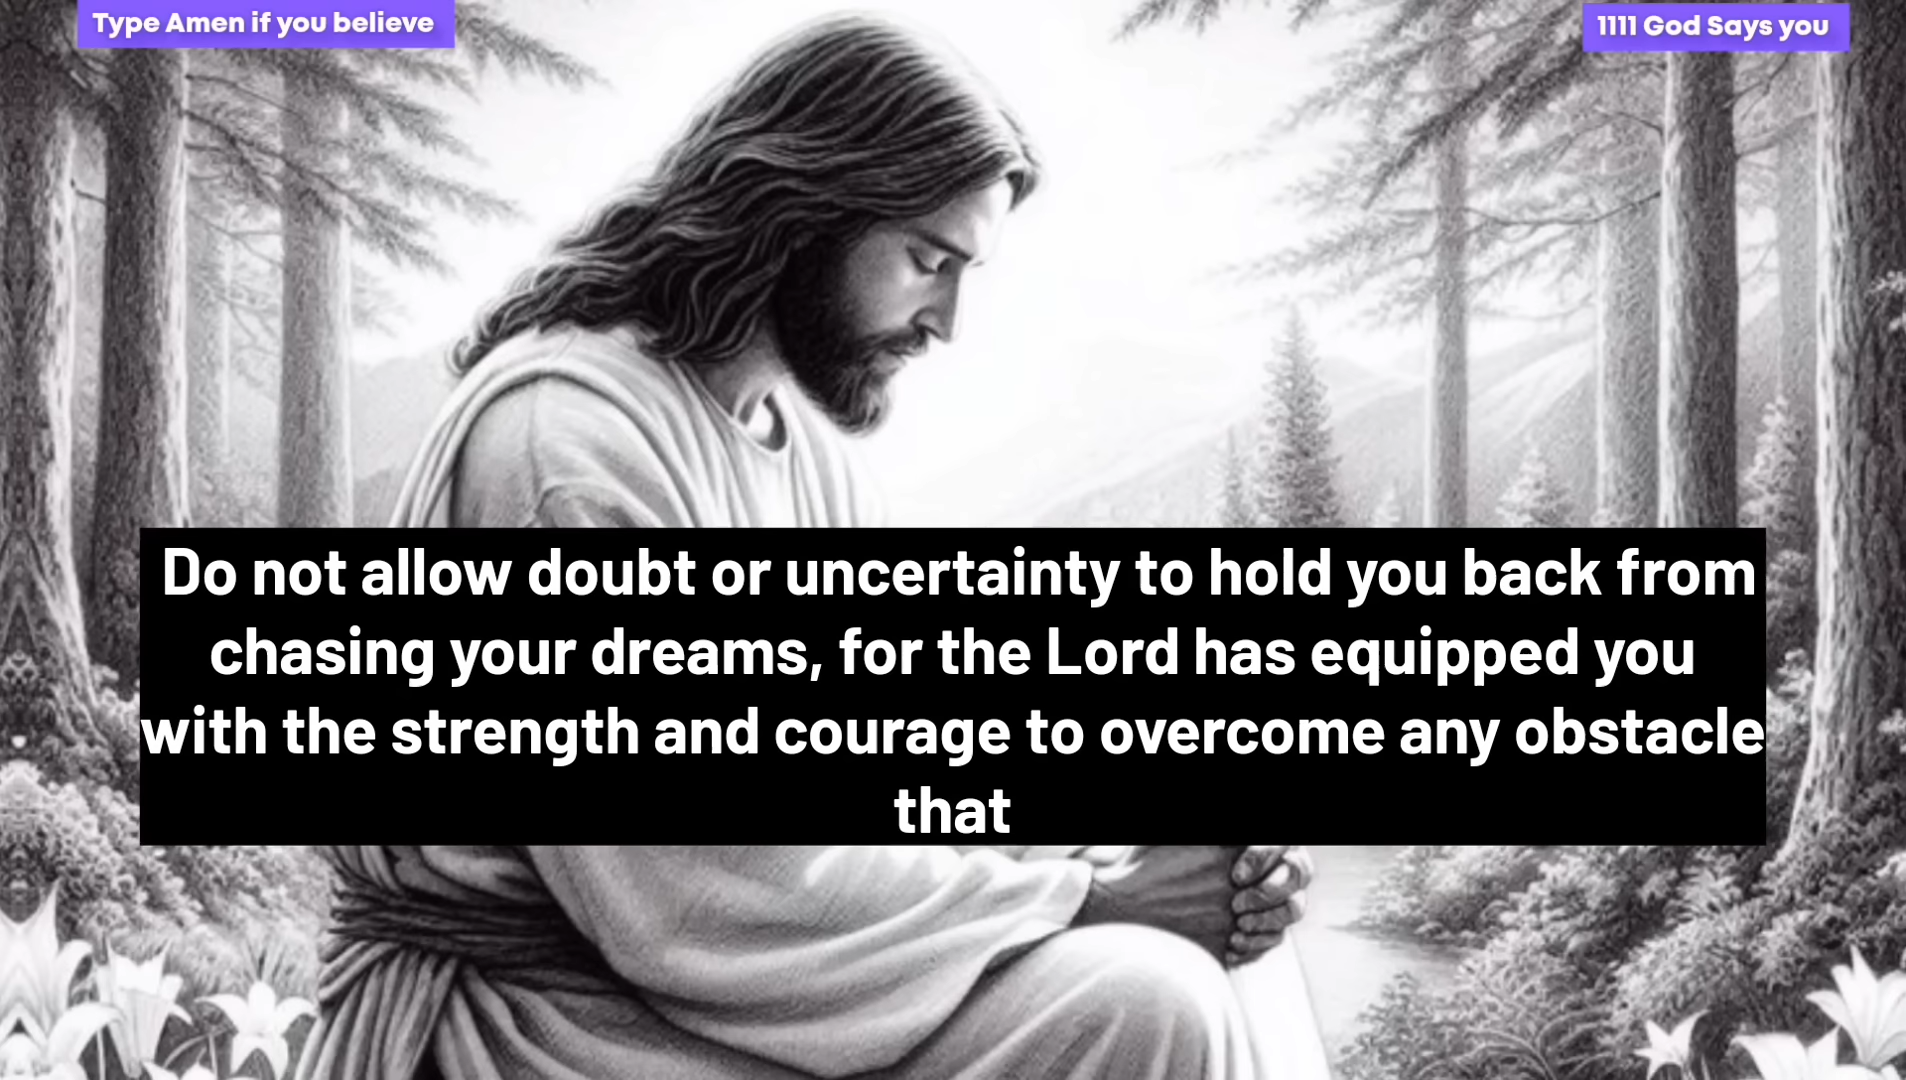 Type Amen if you believe
1111 God Says you
Do not allow doubt or uncertainty to hold you back from
chasing your dreams, for the Lord has equipped you
with the strength and courage to overcome any obstacle
that